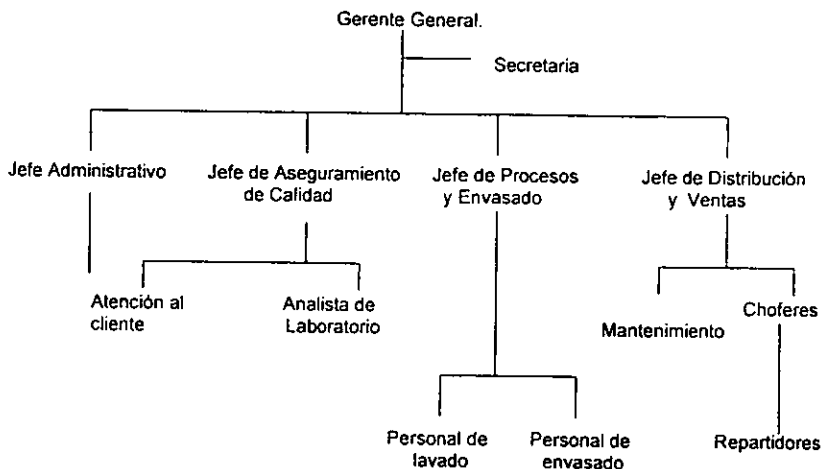 Gerente General.
Secretaria
Jefe Administrativo
Jefe de Aseguramiento
de Calidad
Jefe de Procesos
y Envasado
Jefe de Distribución
y Ventas
Atención al
cliente
Analista de
Laboratorio
Mantenimiento
Choferes
Personal de
lavado
Personal de
envasado
Repartidores